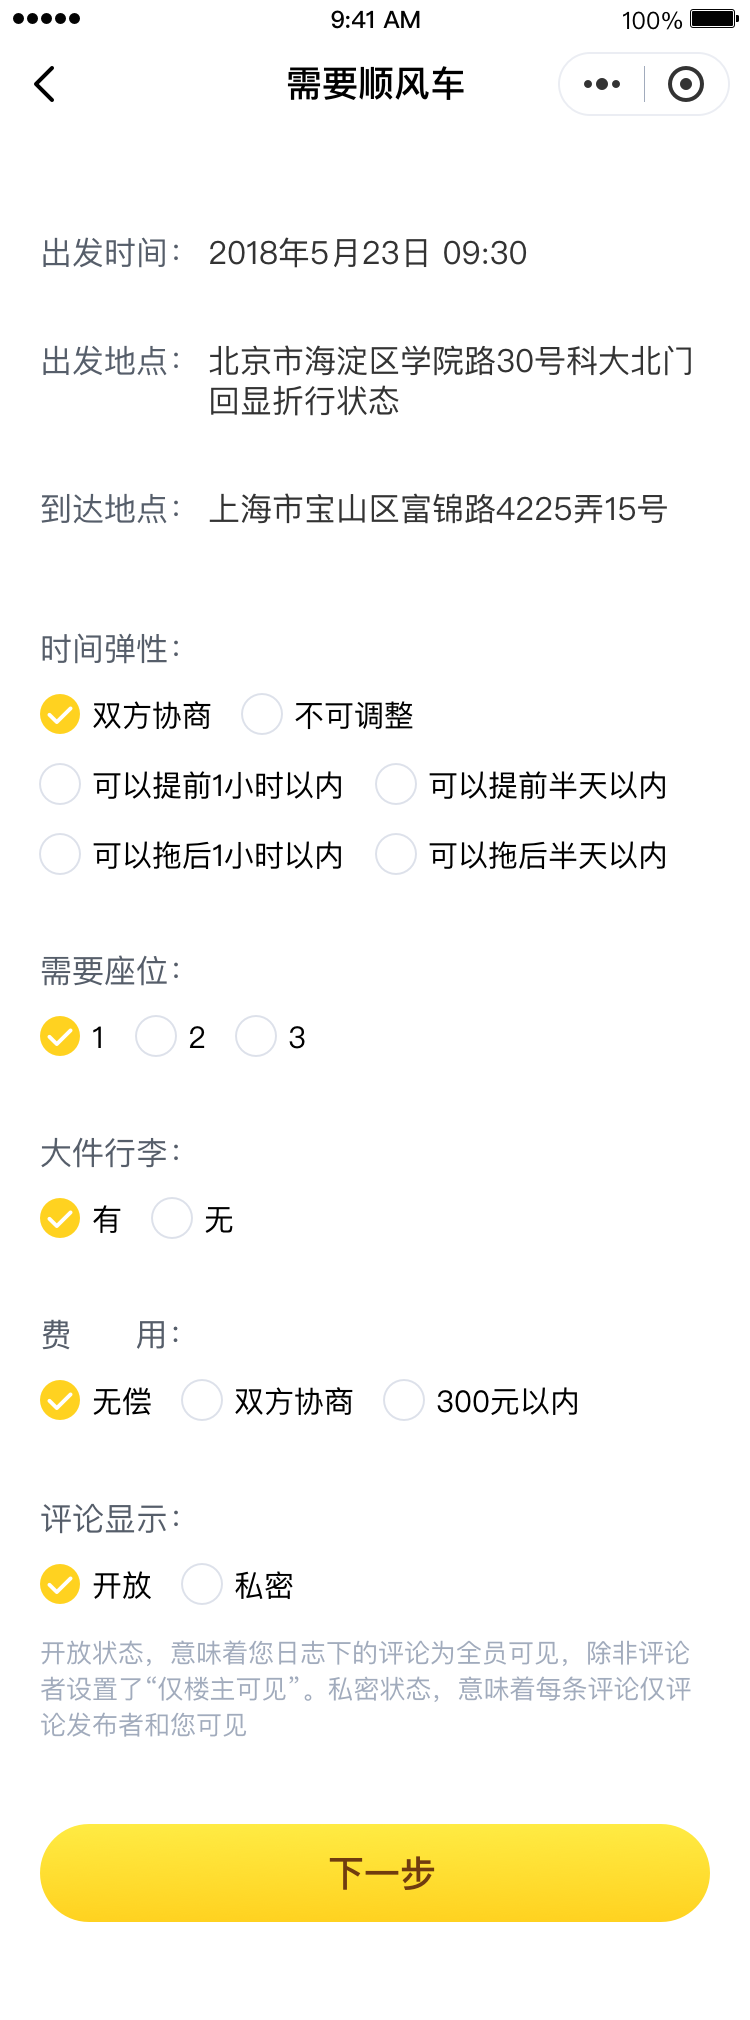 9:41 AM 100%
需要顺风车
出发时间： 2018年5月23日 09:30
出发地点： 北京市海淀区学院路30号科大北门
回显折行状态
到达地点： 上海市宝山区富锦路4225弄15号
时间弹性：
双方协商 不可调整
可以提前1小时以内 可以提前半天以内
可以拖后1小时以内 可以拖后半天以内
需要座位：
1 2 3
大件行李：
有 无
费 用：
无偿 双方协商 300元以内
评论显示：
开放 私密
开放状态，意味着您日志下的评论为全员可见，除非评论
者设置了“仅楼主可见”。私密状态，意味着每条评论仅评
论发布者和您可见
下一步